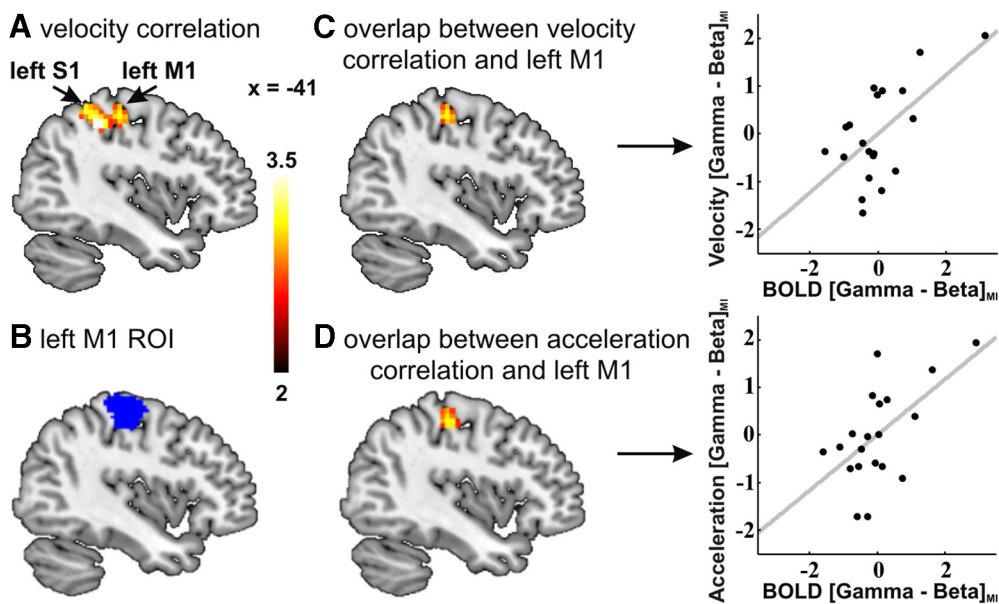 A velocity correlation
left S1 left M1
x = -41
3.5
2
B left M1 ROI
C overlap between velocity
correlation and left M1
Velocity [Gamma - Beta]MI
2
1
0
-1
-2
-2 0 2
BOLD [Gamma - Beta]MI
D overlap between acceleration
correlation and left M1
Acceleration [Gamma - Beta]MI
2
1
0
-1
-2
-2 0 2
BOLD [Gamma - Beta]MI